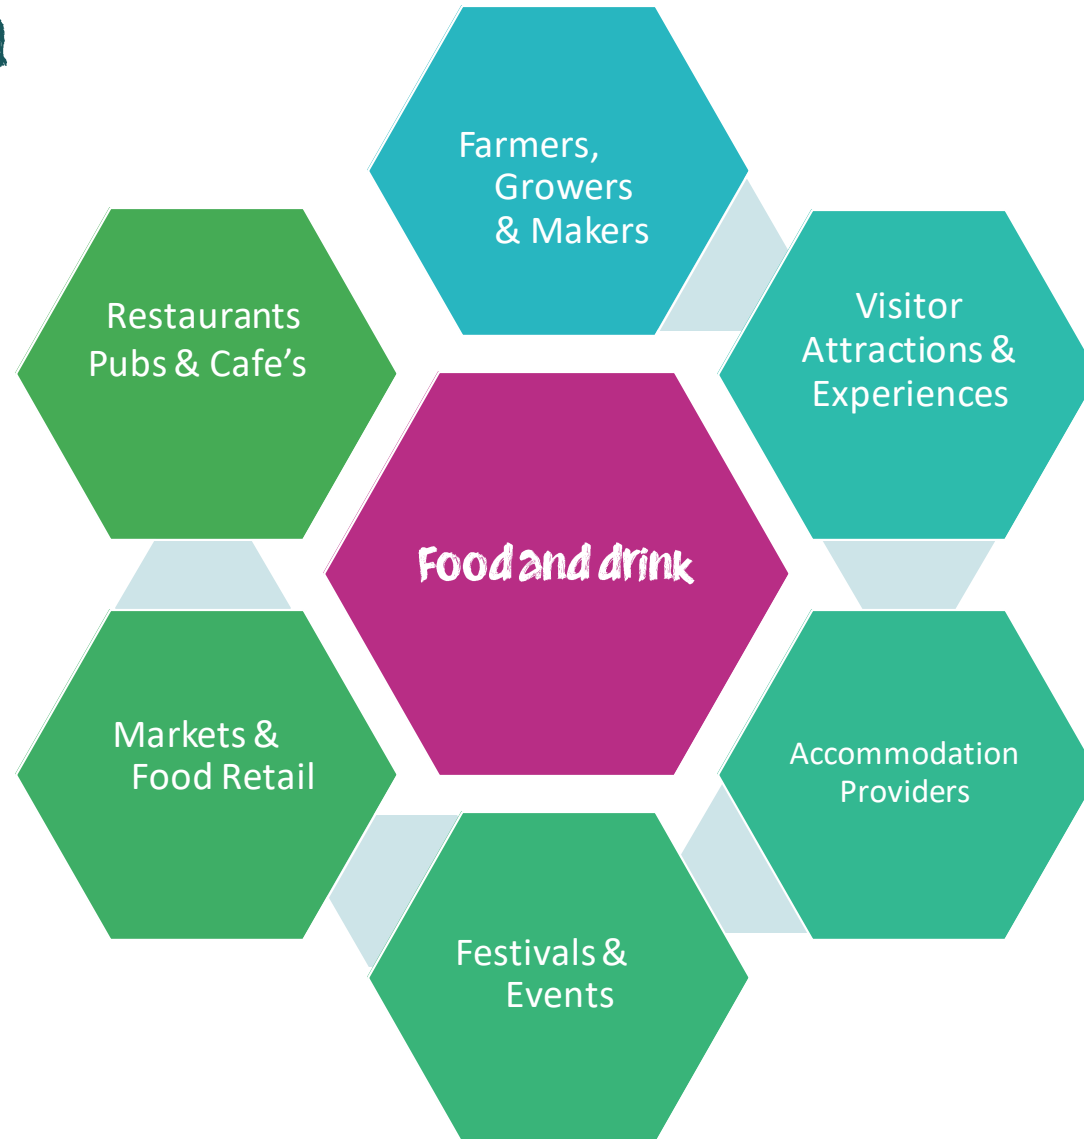 Farmers,
Growers
& Makers
Visitor
Attractions &
Experiences
Restaurants
Pubs & Cafe’s
Food and drink
Markets &
Food Retail
Accommodation
Providers
Festivals &
Events